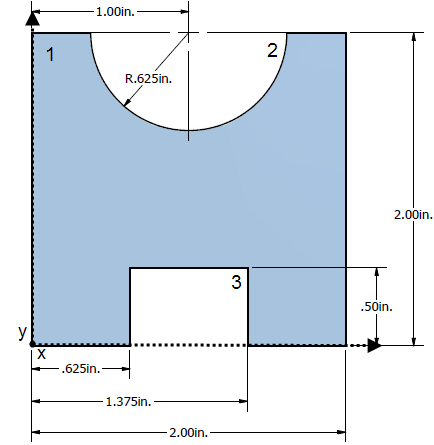 1.00in.
1
2
R.625in.
2.00in.
3
.50in.
y
x
.625in.
1.375in.
2.00in.